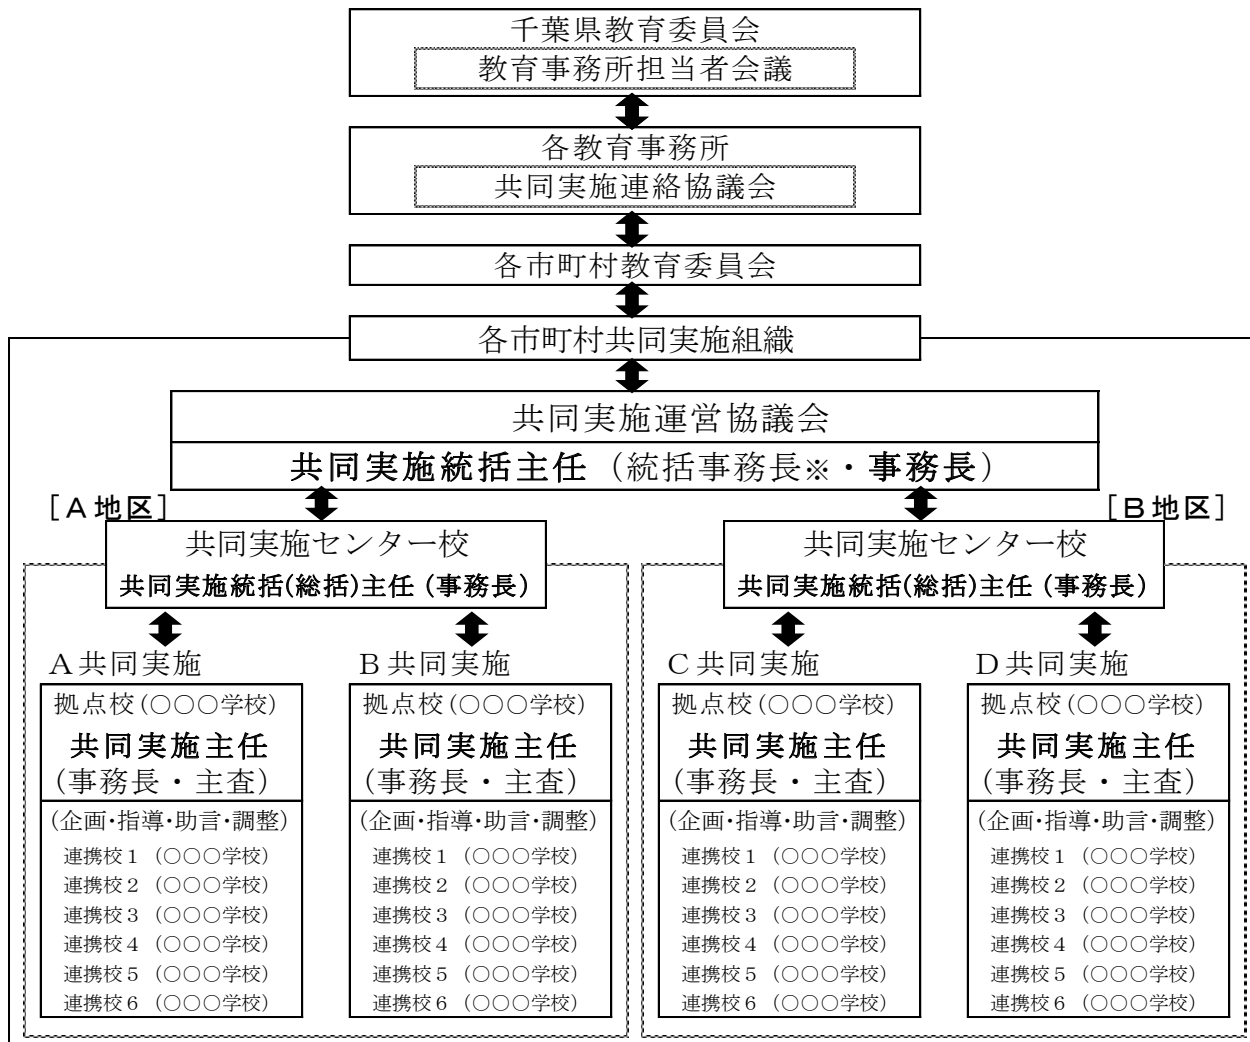 千葉県教育委員会
教育事務所担当者会議
各教育事務所
共同実施連絡協議会
各市町村教育委員会
各市町村共同実施組織
共同実施運営協議会
共同実施統括主任（統括事務長※・事務長）
［A地区］
共同実施センター校
共同実施統括(総括)主任 (事務長)
［B地区］
共同実施センター校
共同実施統括(総括)主任 (事務長)
A共同実施
拠点校(○○○学校)
共同実施主任
(事務長・主査)
(企画・指導・助言・調整)
連携校１（○○○学校）
連携校２（○○○学校）
連携校３（○○○学校）
連携校４（○○○学校）
連携校５（○○○学校）
連携校６（○○○学校）
B共同実施
拠点校(○○○学校)
共同実施主任
(事務長・主査)
(企画・指導・助言・調整)
連携校１（○○○学校）
連携校２（○○○学校）
連携校３（○○○学校）
連携校４（○○○学校）
連携校５（○○○学校）
連携校６（○○○学校）
C共同実施
拠点校(○○○学校)
共同実施主任
(事務長・主査)
(企画・指導・助言・調整)
連携校１（○○○学校）
連携校２（○○○学校）
連携校３（○○○学校）
連携校４（○○○学校）
連携校５（○○○学校）
連携校６（○○○学校）
D共同実施
拠点校(○○○学校)
共同実施主任
(事務長・主査)
(企画・指導・助言・調整)
連携校１（○○○学校）
連携校２（○○○学校）
連携校３（○○○学校）
連携校４（○○○学校）
連携校５（○○○学校）
連携校６（○○○学校）